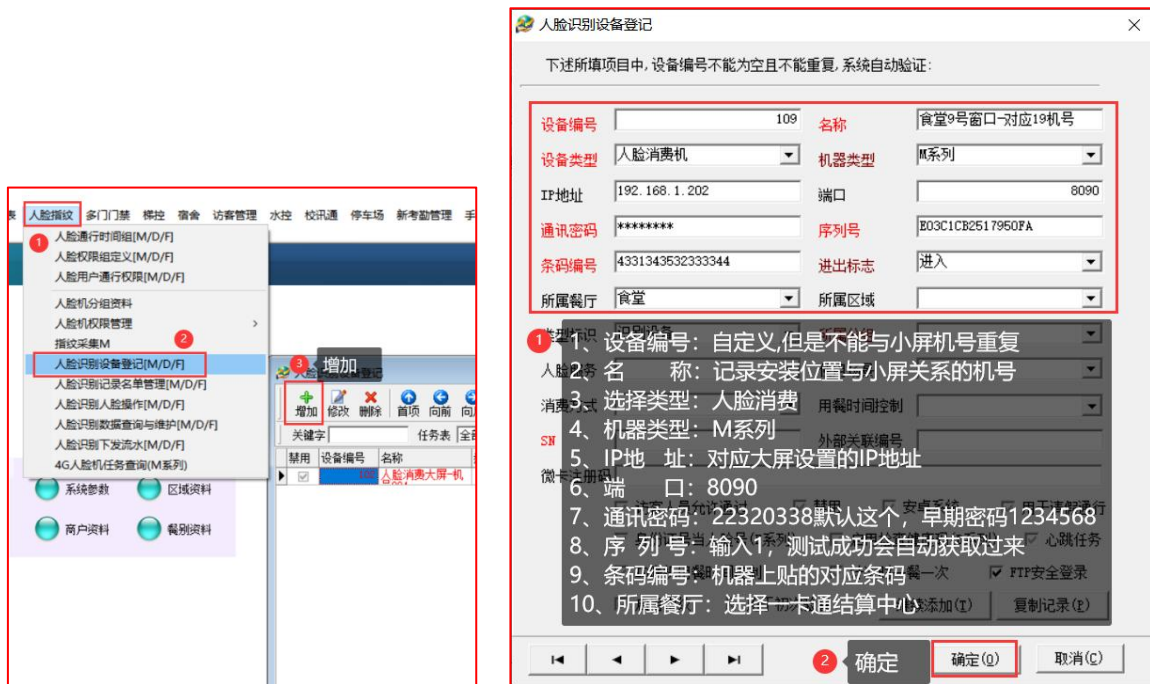 表 人脸指纹 多门门禁 梯控 宿舍 访客管理 水控 校讯通 停车场 新考勤管理 手
1
人脸通行时间组[M/D/F]
人脸权限组定义[M/D/F]
人脸用户通行权限[M/D/F]
人脸机分组资料
人脸机权限管理
2
指纹采集M
人脸识别设备登记[M/D/F]
人脸识别记录名单管理[M/D/F]
人脸识别人脸操作[M/D/F]
人脸识别数据查询与维护[M/D/F]
人脸识别下发流水[M/D/F]
4G人脸机任务查询(M系列)
系统参数 区域资料
商户资料 餐别资料
3 增加
增加 修改 删除 首项 向前
关键字 任务表
禁用 设备编号 名称
人脸消费大屏-机
人脸识别设备登记
下述所填项目中, 设备编号不能为空且不能重复, 系统自动验证:
设备编号 109 名称 食堂9号窗口-对应19机号
设备类型 人脸消费机 机器类型 M系列
IP地址 192.168.1.202 端口 8090
通讯密码 ******** 序列号 E03C1CB2517950FA
条码编号 4331343532333344 进出标志 进入
所属餐厅 食堂 所属区域
1
1、设备编号：自定义,但是不能与小屏机号重复
2、名 称：记录安装位置与小屏关系的机号
3、选择类型：人脸消费
4、机器类型：M系列
5、IP地 址：对应大屏设置的IP地址
6、端 口：8090
7、通讯密码：22320338默认这个，早期密码1234568
8、序 列 号：输入1，测试成功会自动获取过来
9、条码编号：机器上贴的对应条码
10、所属餐厅：选择一卡通结算中心
用餐时间控制
外部关联编号
SN
心跳任务
FTP安全登录
复制记录(P)
2 确定 确定(O) 取消(C)